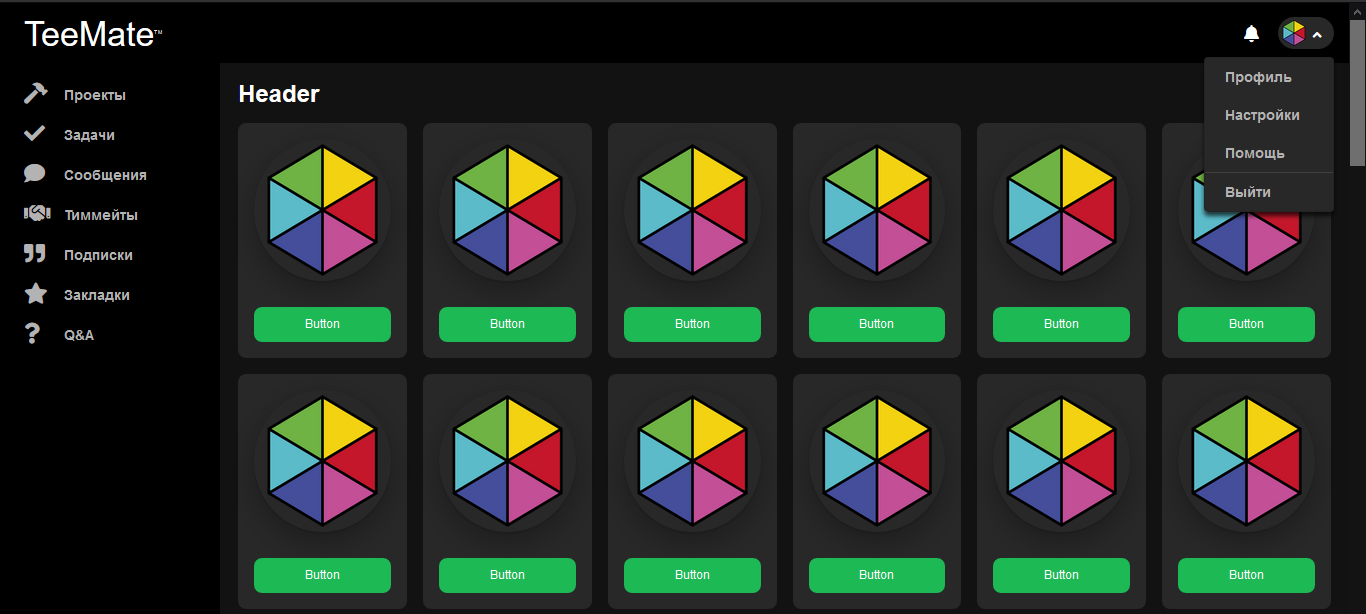 TeeMate™
Проекты
Задачи
Сообщения
Тиммейты
Подписки
Закладки
Q&A
Профиль
Настройки
Помощь
Выйти
Header
Button Button Button Button Button Button
Button Button Button Button Button Button